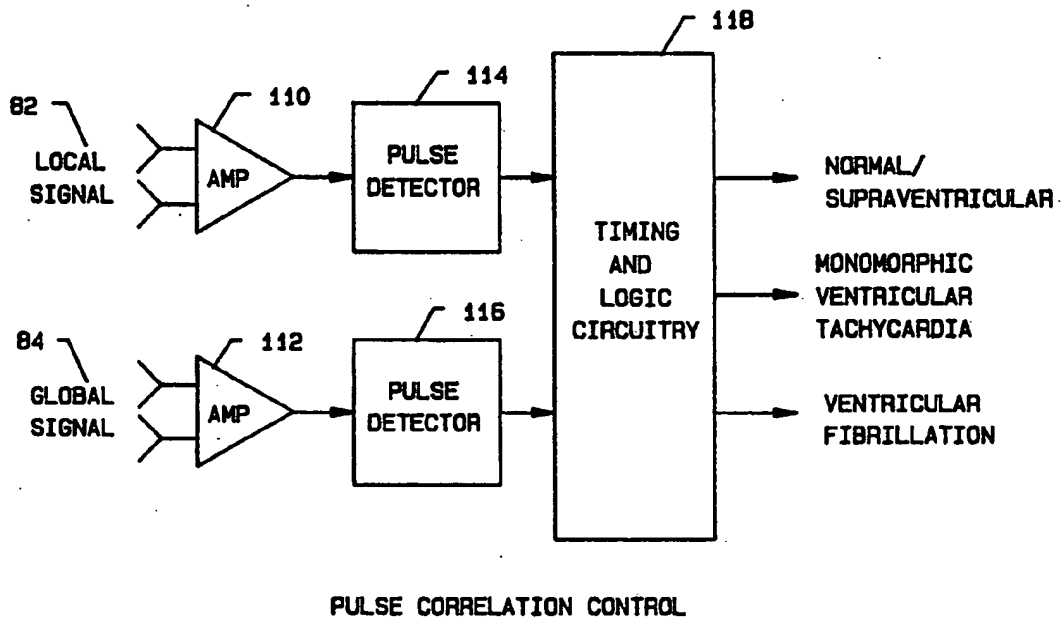 118
114
110
82
LOCAL
SIGNAL
AMP
PULSE
DETECTOR
NORMAL/
SUPRAVENTRICULAR
TIMING
AND
LOGIC
CIRCUITRY
MONOMORPHIC
VENTRICULAR
TACHYCARDIA
116
112
84
GLOBAL
SIGNAL
AMP
PULSE
DETECTOR
VENTRICULAR
FIBRILLATION
PULSE CORRELATION CONTROL